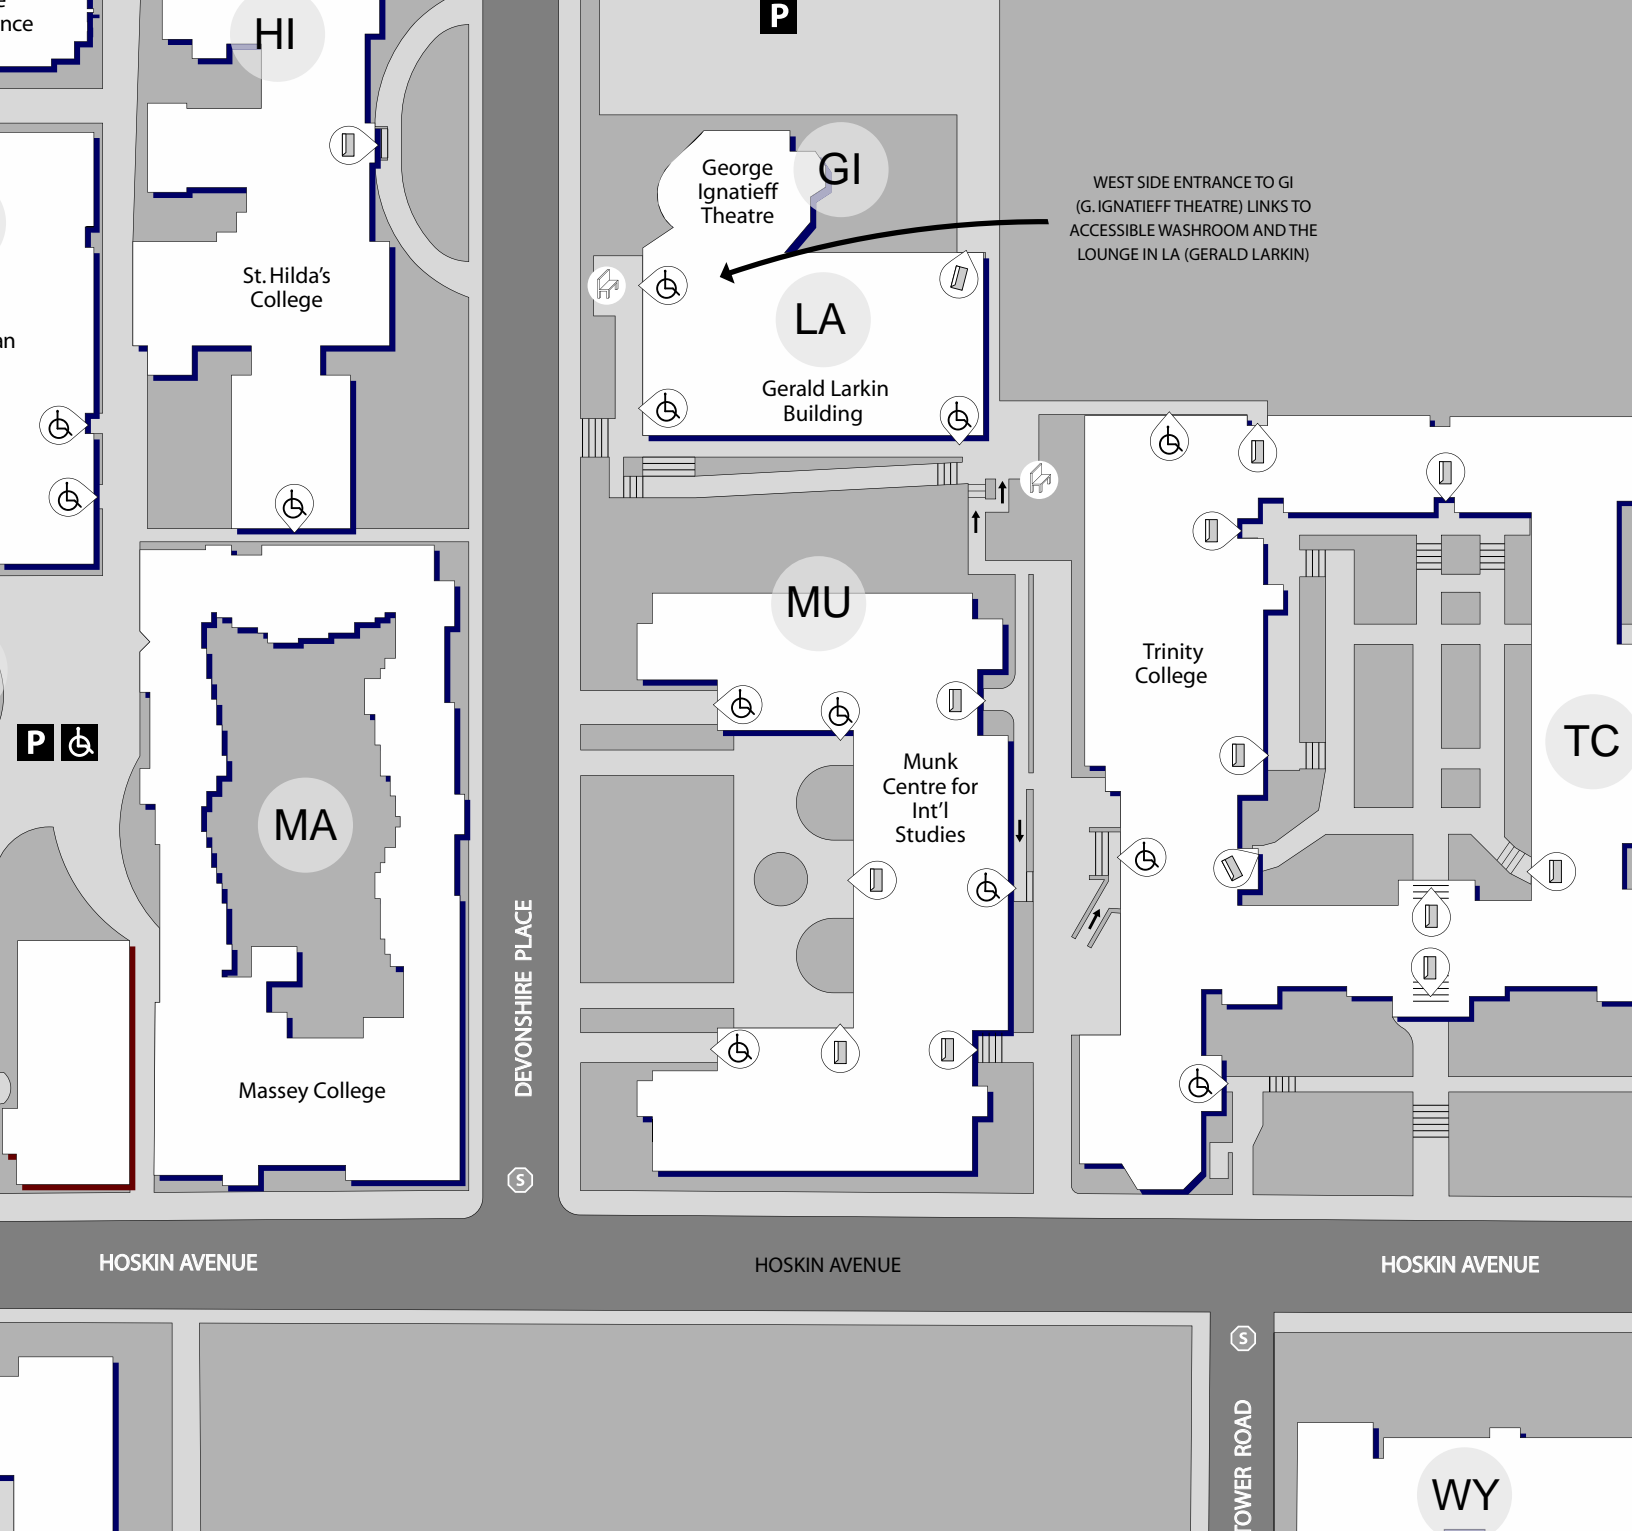 nce
HI
P
George
Ignatieff
Theatre
GI
WEST SIDE ENTRANCE TO GI
(G. IGNATIEFF THEATRE) LINKS TO
ACCESSIBLE WASHROOM AND THE
LOUNGE IN LA (GERALD LARKIN)
St. Hilda's
College
LA
an
Gerald Larkin
Building
MU
Trinity
College
P
TC
Munk
Centre for
Int'l
Studies
MA
DEVONSHIRE PLACE
Massey College
S
HOSKIN AVENUE
HOSKIN AVENUE
HOSKIN AVENUE
S
TOWER ROAD
WY